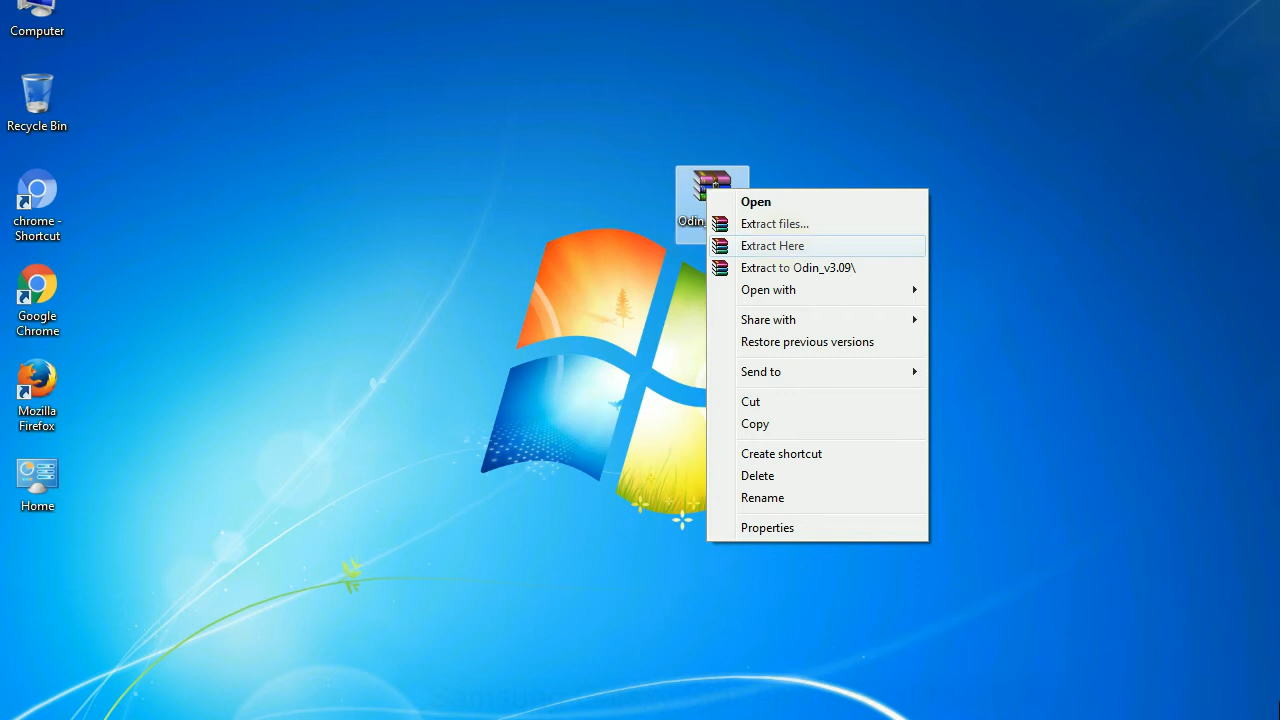 Computer
Recycle Bin
chrome -
Shortcut
Google
Chrome
Mozilla
Firefox
Home
Odin_
Open
Extract files...
Extract Here
Extract to Odin_v3.09\
Open with
Share with
Restore previous versions
Send to
Cut
Copy
Create shortcut
Delete
Rename
Properties